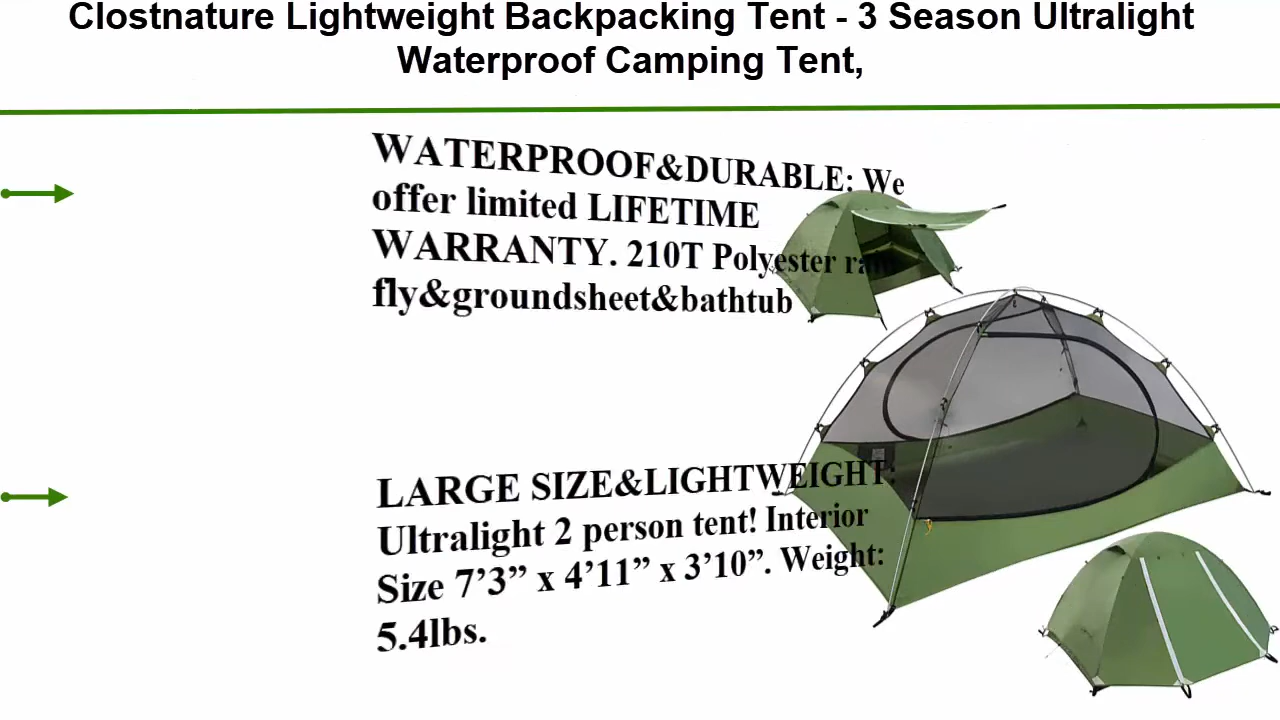 Clostnature Lightweight Backpacking Tent - 3 Season Ultralight
Waterproof Camping Tent,
WATERPROOF&DURABLE: We
offer limited LIFETIME
WARRANTY. 210T Polyester rain
fly&groundsheet&bathtub
LARGE SIZE&LIGHTWEIGHT:
Ultralight 2 person tent! Interior
Size 7’3” x 4’11” x 3’10”. Weight:
5.4lbs.